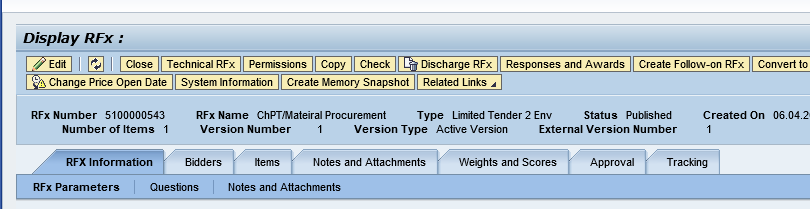 Display RFx :
Edit Close Technical RFx Permissions Copy Check Discharge RFx Responses and Awards Create Follow-on RFx Convert to
Change Price Open Date System Information Create Memory Snapshot Related Links
RFx Number 5100000543 RFx Name ChPT/Mateiral Procurement Type Limited Tender 2 Env Status Published Created On 06.04.2
Number of Items 1 Version Number 1 Version Type Active Version External Version Number 1
RFX Information Bidders Items Notes and Attachments Weights and Scores Approval Tracking
RFx Parameters Questions Notes and Attachments